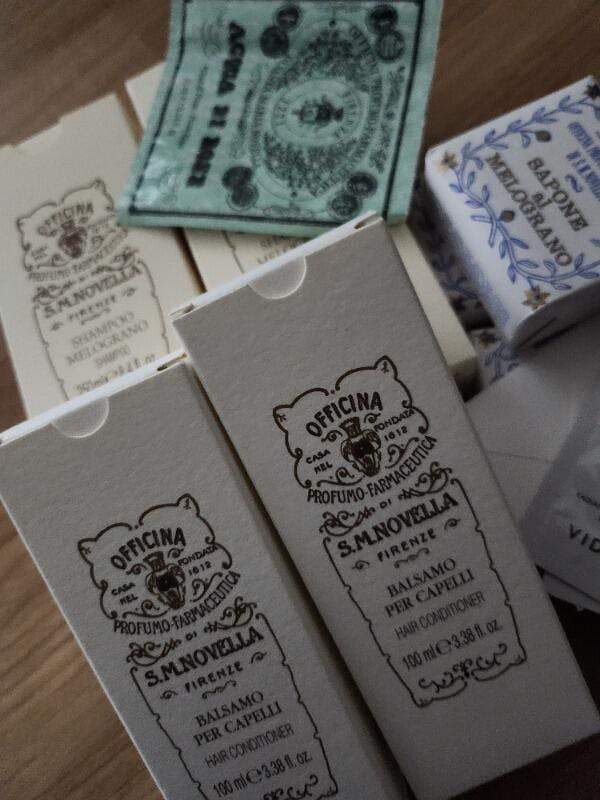 ACQUA DI ROSE
SAPONE
al
MELOGRANO
OFFICINA
PROFUMO-FARMACEUTICA
DI
S.M.NOVELLA
FIRENZE
SHAMPOO
MELOGRANO
SHAMPOO
OFFICINA
CASA FONDATA
NEL 1612
PROFUMO-FARMACEUTICA
DI
S.M.NOVELLA
FIRENZE
BALSAMO
PER CAPELLI
HAIR CONDITIONER
100 ml e 3.38 fl. oz.
OFFICINA
CASA FONDATA
NEL 1612
PROFUMO-FARMACEUTICA
DI
S.M.NOVELLA
FIRENZE
BALSAMO
PER CAPELLI
HAIR CONDITIONER
100 ml e 3.38 fl. oz.
VID